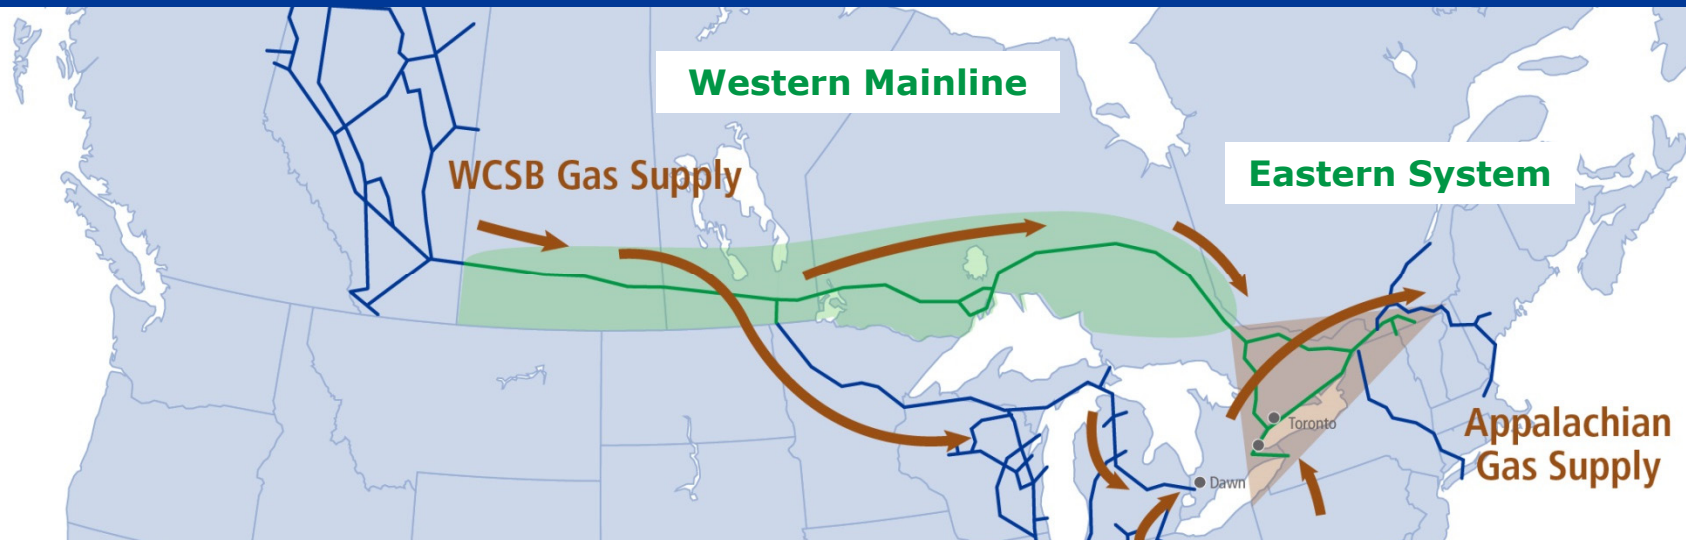 Western Mainline
WCSB Gas Supply
Eastern System
Toronto
Appalachian
Gas Supply
Dawn